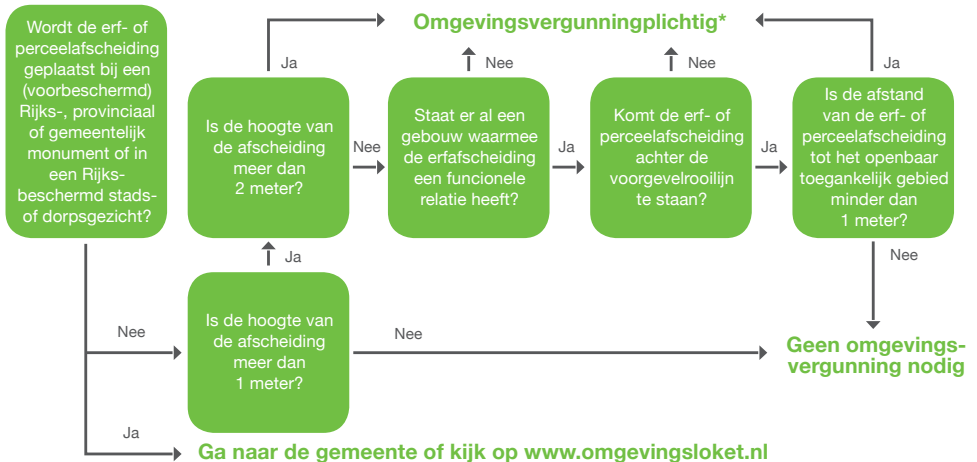 Wordt de erf- of
perceelafscheiding
geplaatst bij een
(voorbeschermd)
Rijks-, provinciaal
of gemeentelijk
monument of in
een Rijks-
beschermd stads-
of dorpsgezicht?
Omgevingsvergunningplichtig*
Ja
Nee
Nee
Ja
Is de hoogte van
de afscheiding
meer dan
2 meter?
Nee
Staat er al een
gebouw waarmee
de erfafscheiding
een funcionele
relatie heeft?
Ja
Komt de erf- of
perceelafscheiding
achter de
voorgevelrooilijn
te staan?
Ja
Is de afstand
van de erf- of
perceelafscheiding
tot het openbaar
toegankelijk gebied
minder dan
1 meter?
Ja
Nee
Nee
Is de hoogte van
de afscheiding
meer dan
1 meter?
Nee
Geen omgevings-
vergunning nodig
Ja
Ga naar de gemeente of kijk op www.omgevingsloket.nl